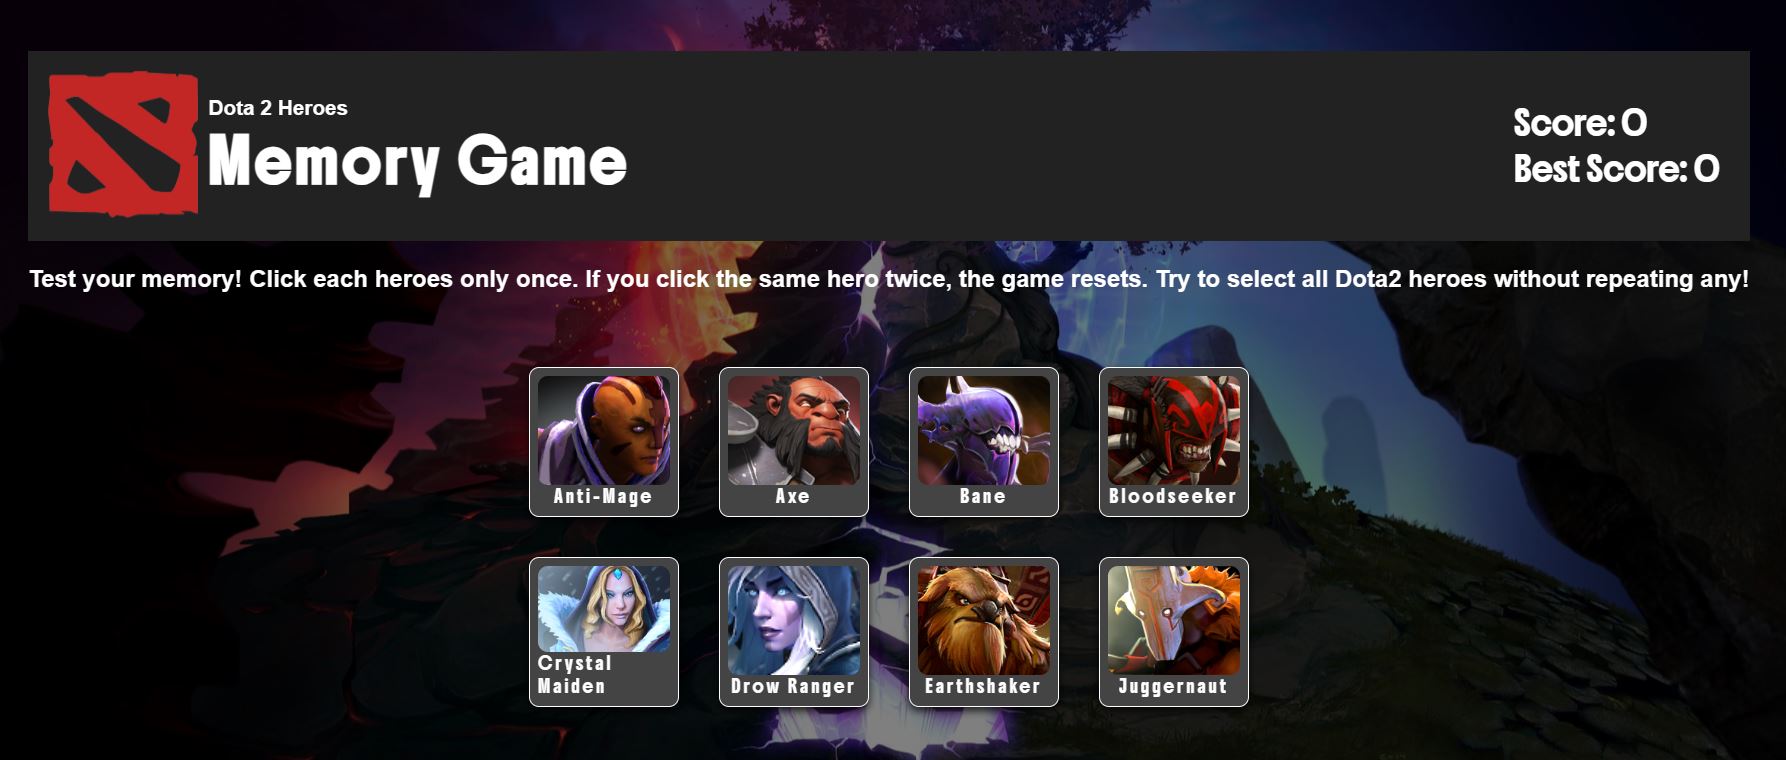 Dota 2 Heroes
Memory Game
Score: 0
Best Score: 0
Test your memory! Click each heroes only once. If you click the same hero twice, the game resets. Try to select all Dota2 heroes without repeating any!
Anti-Mage
Axe
Bane
Bloodseeker
Crystal
Maiden
Drow Ranger
Earthshaker
Juggernaut